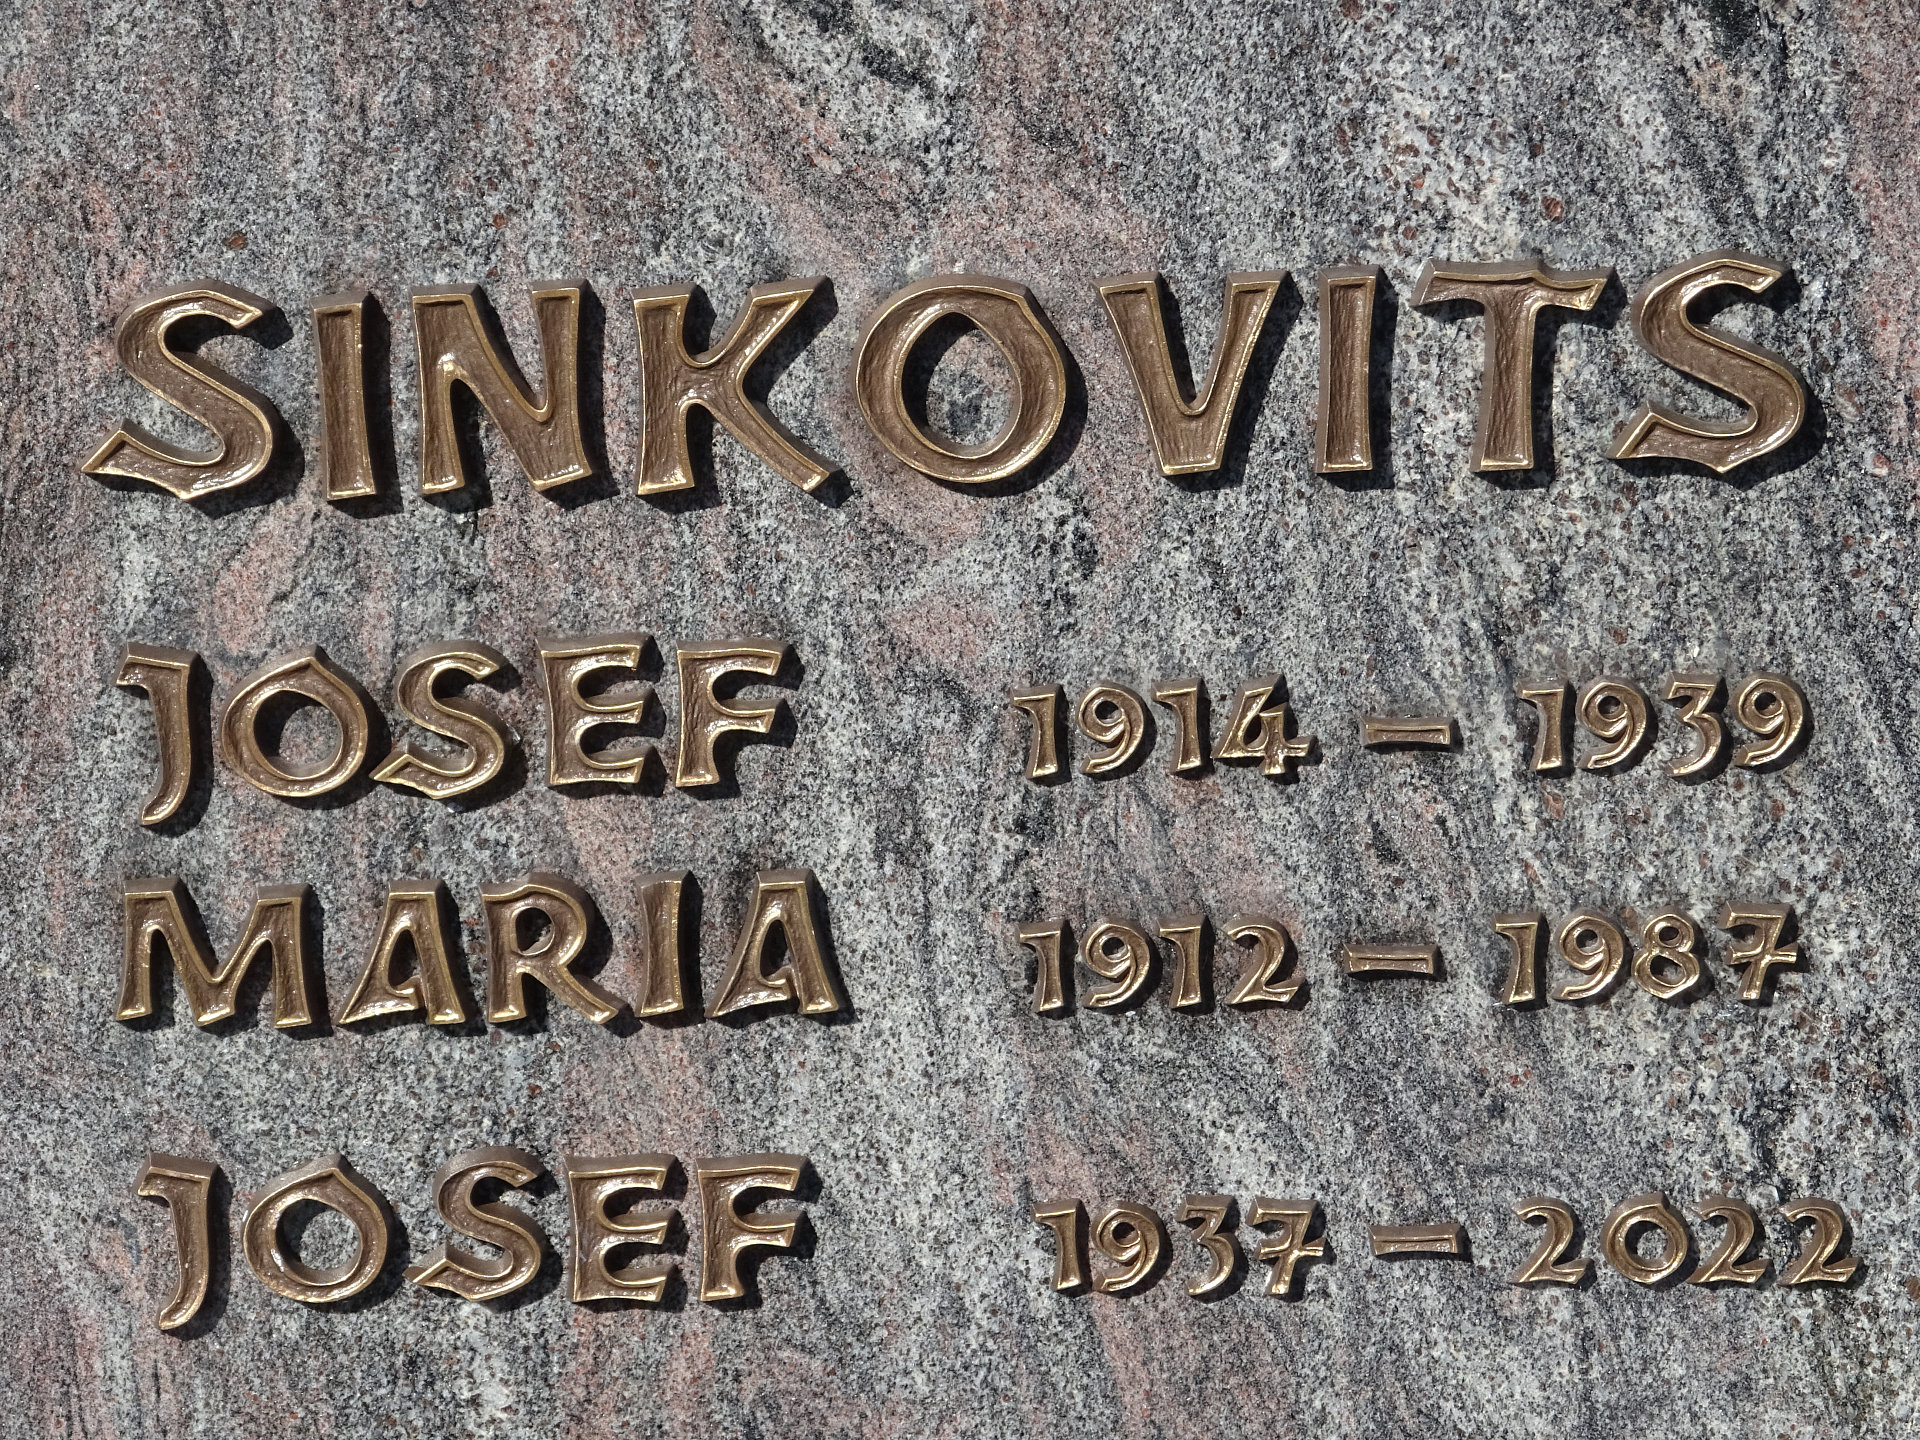 SINKOVITS
JOSEF 1914 – 1939
MARIA 1912 – 1987
JOSEF 1937 – 2022